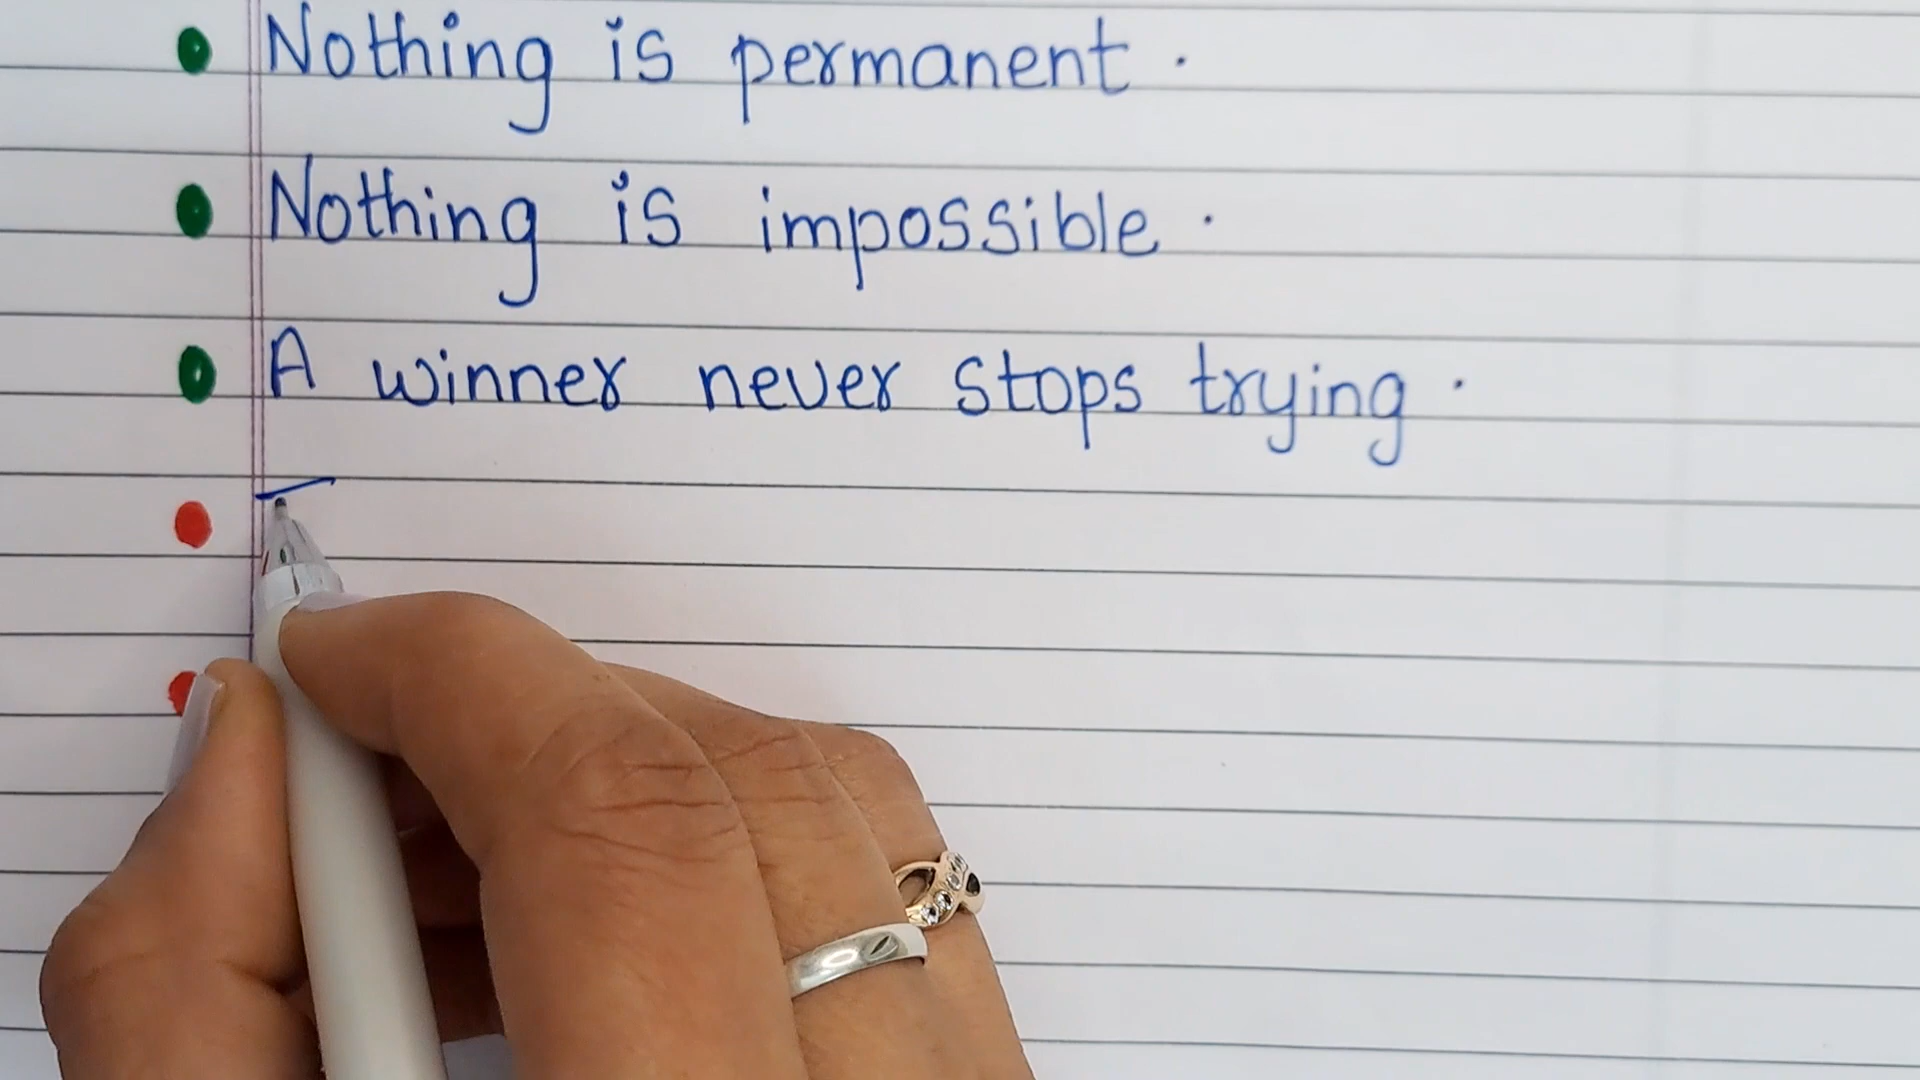 Nothing is permanent.
Nothing is impossible.
A winner never stops trying.